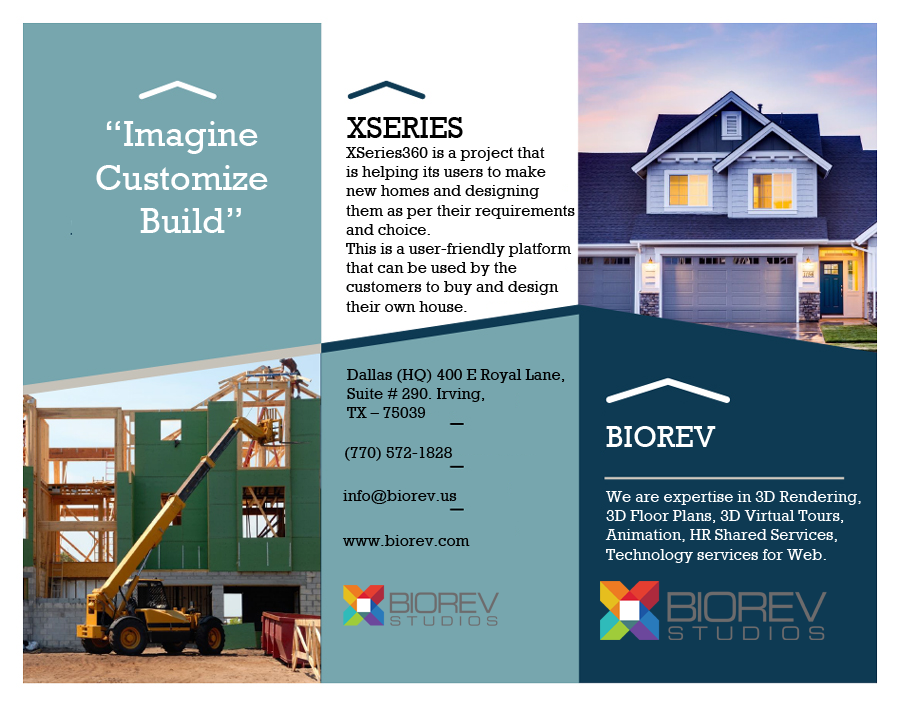 “Imagine
Customize
Build”
XSERIES
XSeries360 is a project that
is helping its users to make
new homes and designing
them as per their requirements
and choice.
This is a user-friendly platform
that can be used by the
customers to buy and design
their own house.
Dallas (HQ) 400 E Royal Lane,
Suite # 290. Irving,
TX – 75039
(770) 572-1828
info@biorev.us
www.biorev.com
BIOREV
STUDIOS
BIOREV
We are expertise in 3D Rendering,
3D Floor Plans, 3D Virtual Tours,
Animation, HR Shared Services,
Technology services for Web.
BIOREV
STUDIOS